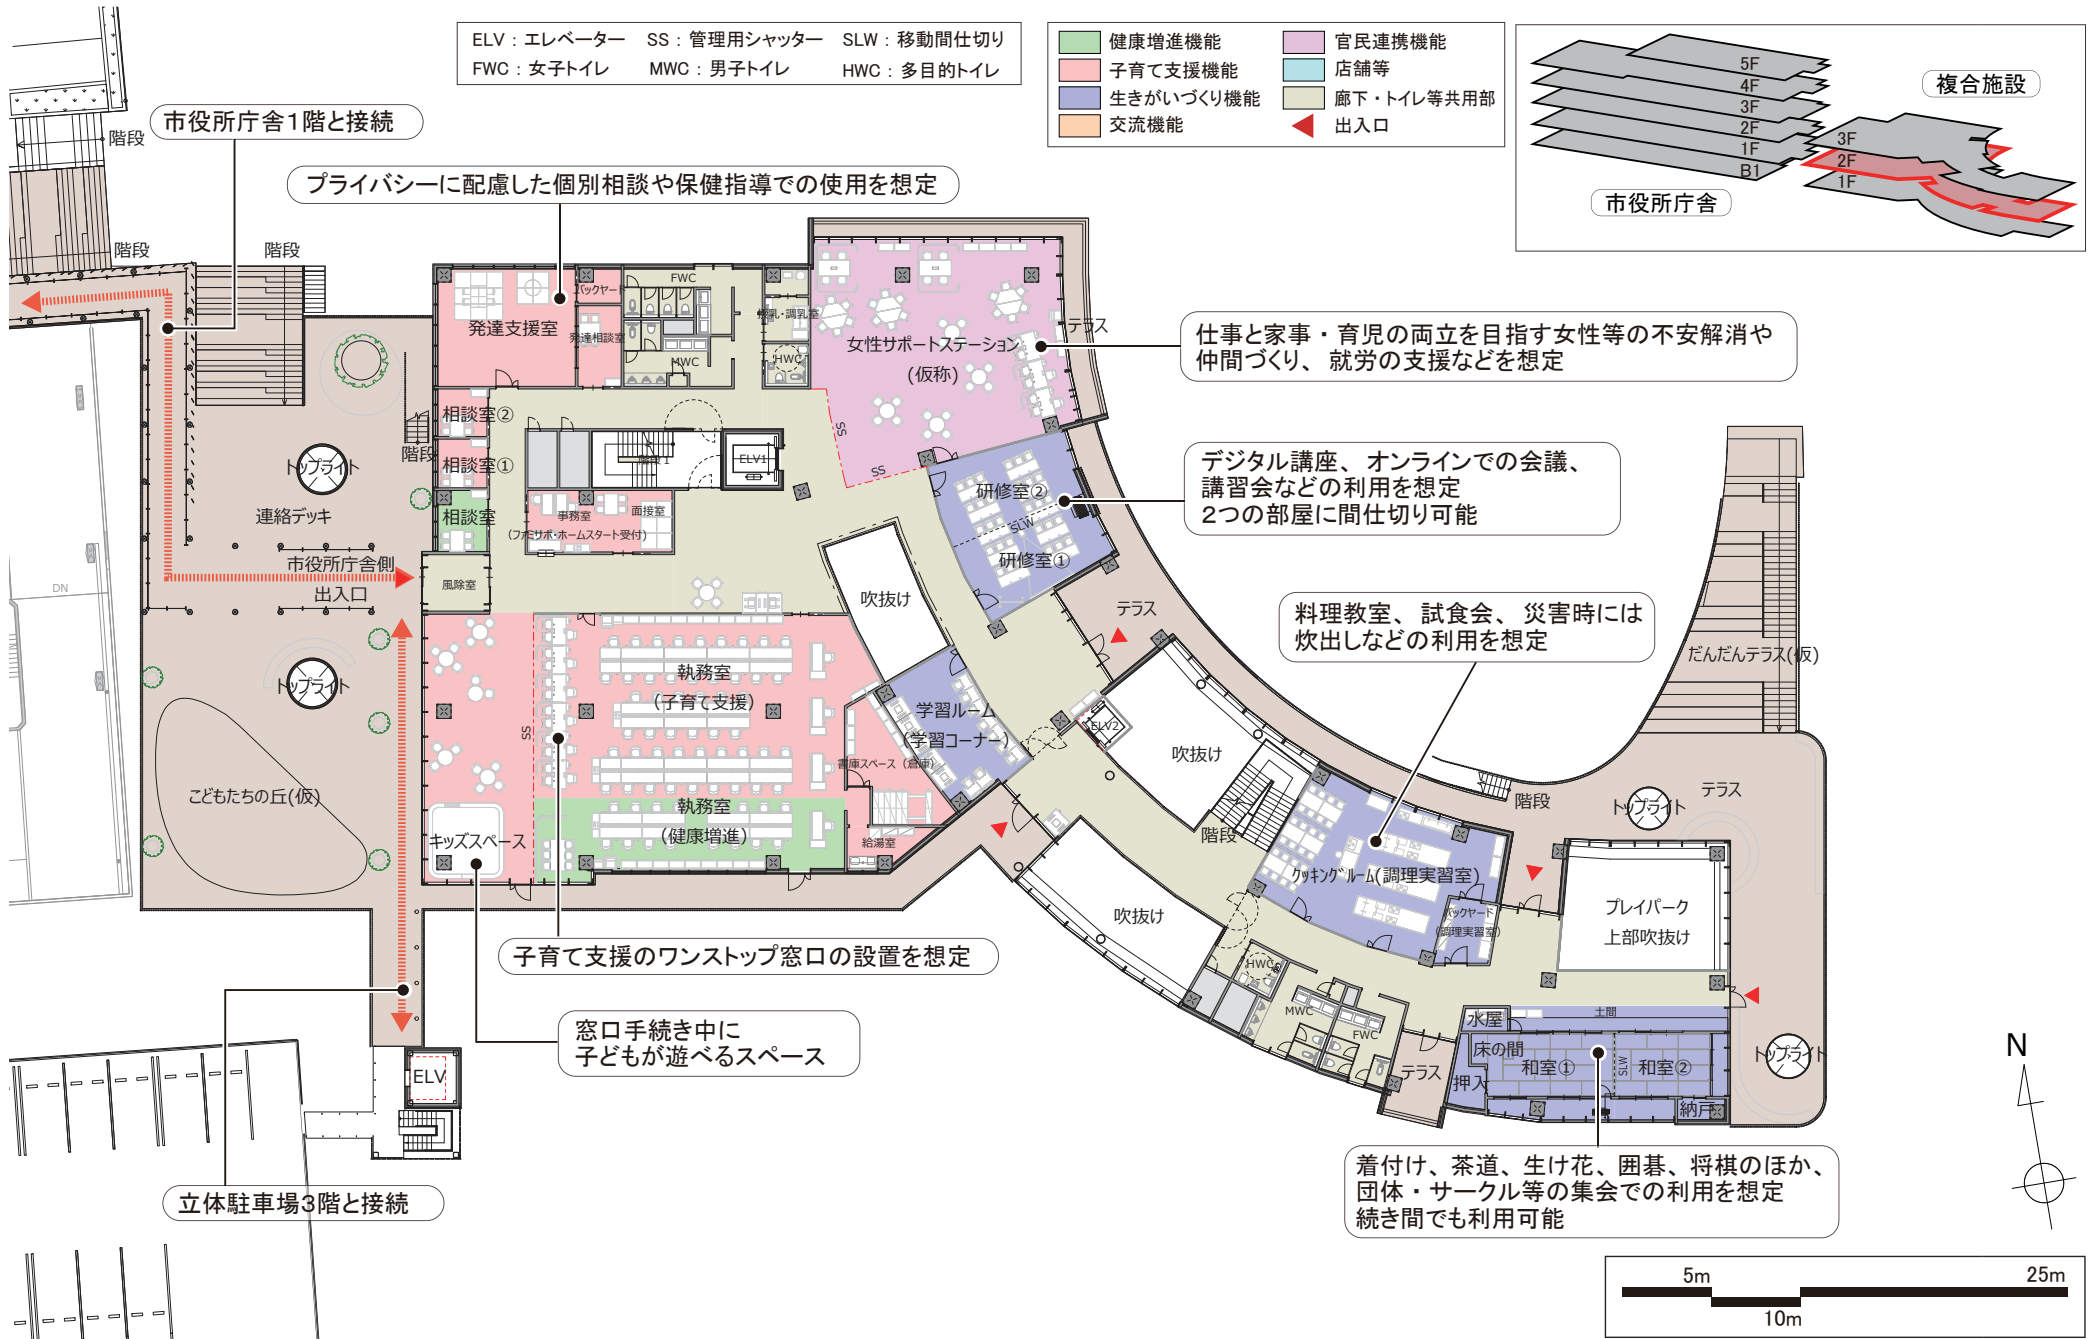 ELV：エレベーター　SS：管理用シャッター　SLW：移動間仕切り
FWC：女子トイレ　MWC：男子トイレ　HWC：多目的トイレ
健康増進機能
子育て支援機能
生きがいづくり機能
交流機能
官民連携機能
店舗等
廊下・トイレ等共用部
出入口
5F
4F
3F
2F
1F
B1
市役所庁舎
複合施設
3F
2F
1F
市役所庁舎1階と接続
階段
プライバシーに配慮した個別相談や保健指導での使用を想定
階段
階段
発達支援室
バックヤード
発達相談室
FWC
MWC
授乳・調乳室
HWC
女性サポートステーション
(仮称)
テラス
仕事と家事・育児の両立を目指す女性等の不安解消や
仲間づくり、就労の支援などを想定
相談室②
相談室①
相談室
階段
階段1
ELV1
SS
SS
事務室
(ファミサポ・ホームスタート受付)
面接室
トップライト
連絡デッキ
市役所庁舎側
出入口
風除室
DN
研修室②
SLW
研修室①
デジタル講座、オンラインでの会議、
講習会などの利用を想定
2つの部屋に間仕切り可能
吹抜け
テラス
料理教室、試食会、災害時には
炊出しなどの利用を想定
だんだんテラス(仮)
トップライト
こどもたちの丘(仮)
SS
執務室
(子育て支援)
執務室
(健康増進)
キッズスペース
書庫スペース（倉庫）
給湯室
学習ルーム
(学習コーナー)
ELV2
吹抜け
階段
吹抜け
クッキングルーム(調理実習室)
バックヤード
(調理実習室)
階段
トップライト
テラス
プレイパーク
上部吹抜け
子育て支援のワンストップ窓口の設置を想定
窓口手続き中に
子どもが遊べるスペース
HWC
MWC
FWC
テラス
水屋
土間
床の間
押入
和室①
SLW
和室②
納戸
トップライト
ELV
立体駐車場3階と接続
着付け、茶道、生け花、囲碁、将棋のほか、
団体・サークル等の集会での利用を想定
続き間でも利用可能
N
5m
10m
25m